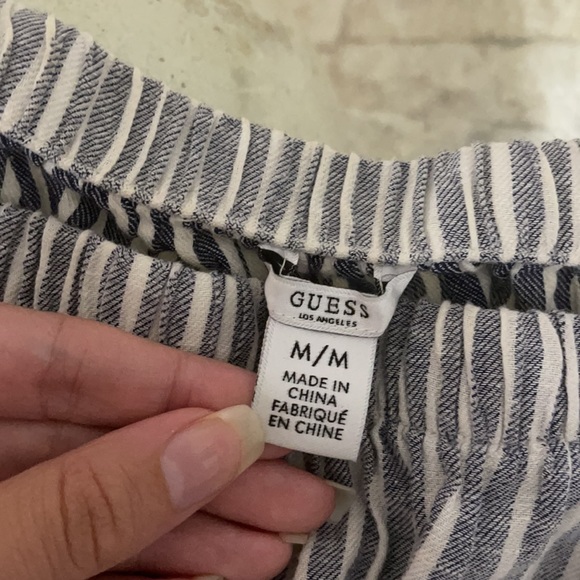 GUESS
LOS ANGELES
M/M
MADE IN
CHINA
FABRIQUÉ
EN CHINE